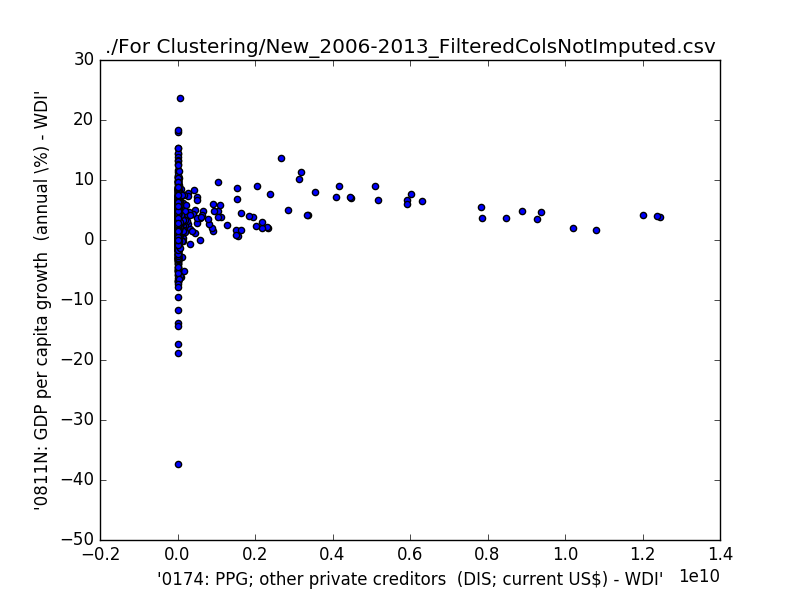 ./For Clustering/New_2006-2013_FilteredColsNotImputed.csv
30
20
10
0
−10
−20
−30
−40
−50
'0811N: GDP per capita growth  (annual \%) - WDI'
−0.2 0.0 0.2 0.4 0.6 0.8 1.0 1.2 1.4
1e10
'0174: PPG; other private creditors  (DIS; current US$) - WDI'